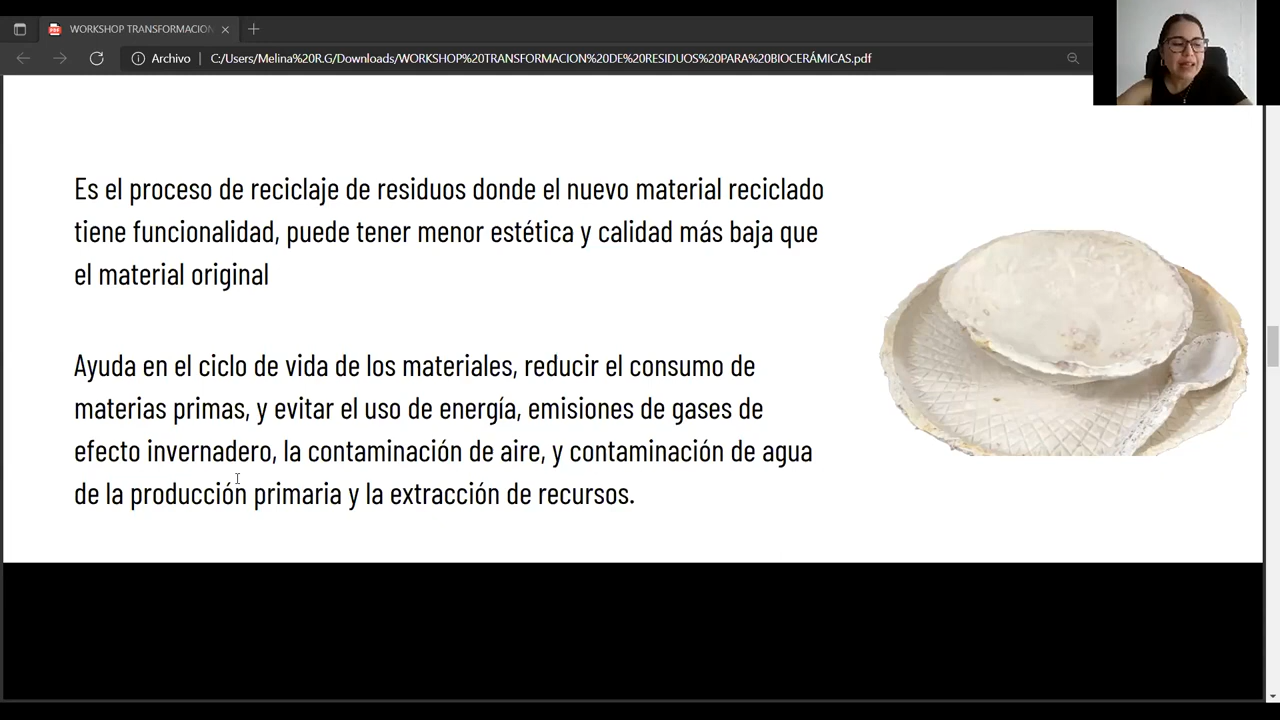 WORKSHOP TRANSFORMACION
Archivo
C:/Users/Melina%20R.G/Downloads/WORKSHOP%20TRANSFORMACION%20DE%20RESIDUOS%20PARA%20BIOCERÁMICAS.pdf
Es el proceso de reciclaje de residuos donde el nuevo material reciclado
tiene funcionalidad, puede tener menor estética y calidad más baja que
el material original
Ayuda en el ciclo de vida de los materiales, reducir el consumo de
materias primas, y evitar el uso de energía, emisiones de gases de
efecto invernadero, la contaminación de aire, y contaminación de agua
de la producción primaria y la extracción de recursos.